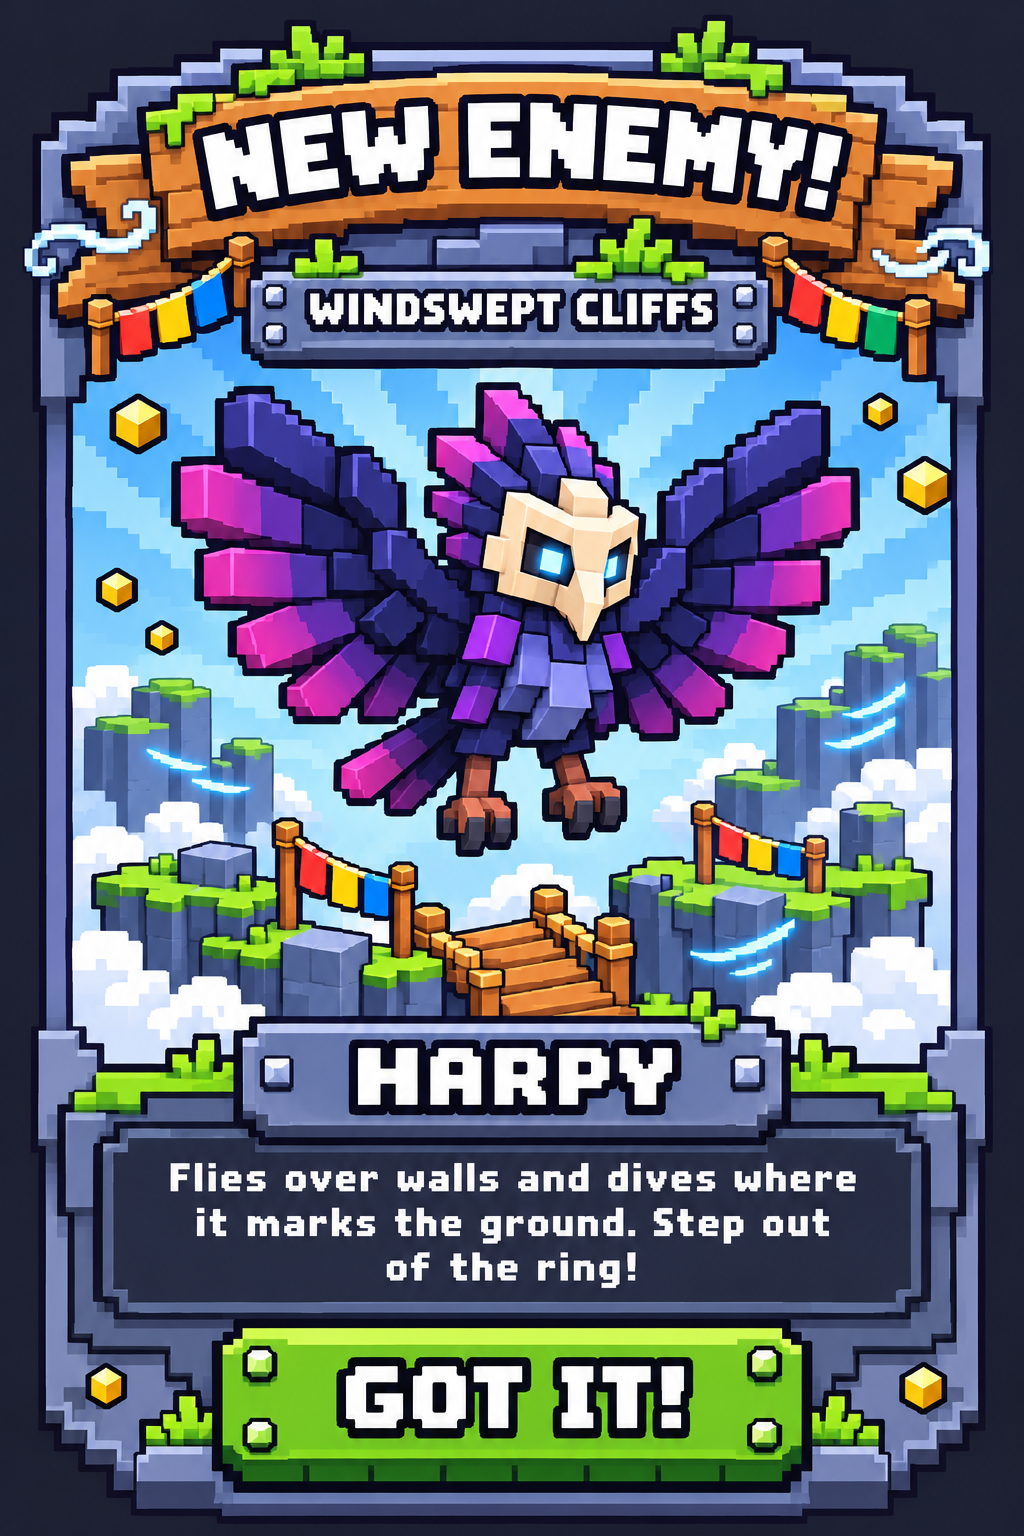 NEW ENEMY!
WINDSWEPT CLIFFS
HARPY
Flies over walls and dives where
it marks the ground. Step out
of the ring!
GOT IT!